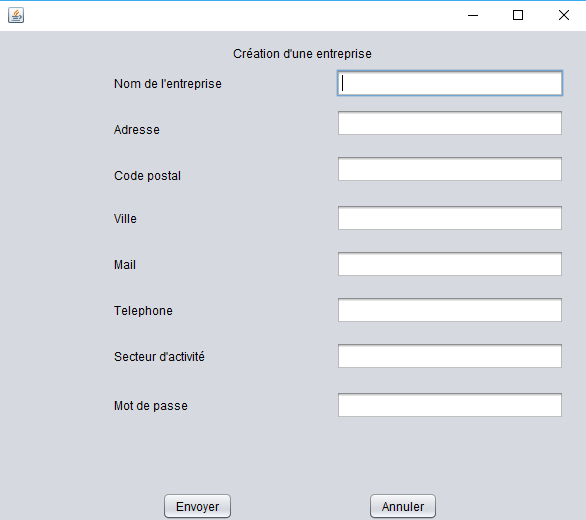 Création d'une entreprise
Nom de l'entreprise
Adresse
Code postal
Ville
Mail
Telephone
Secteur d'activité
Mot de passe
Envoyer
Annuler